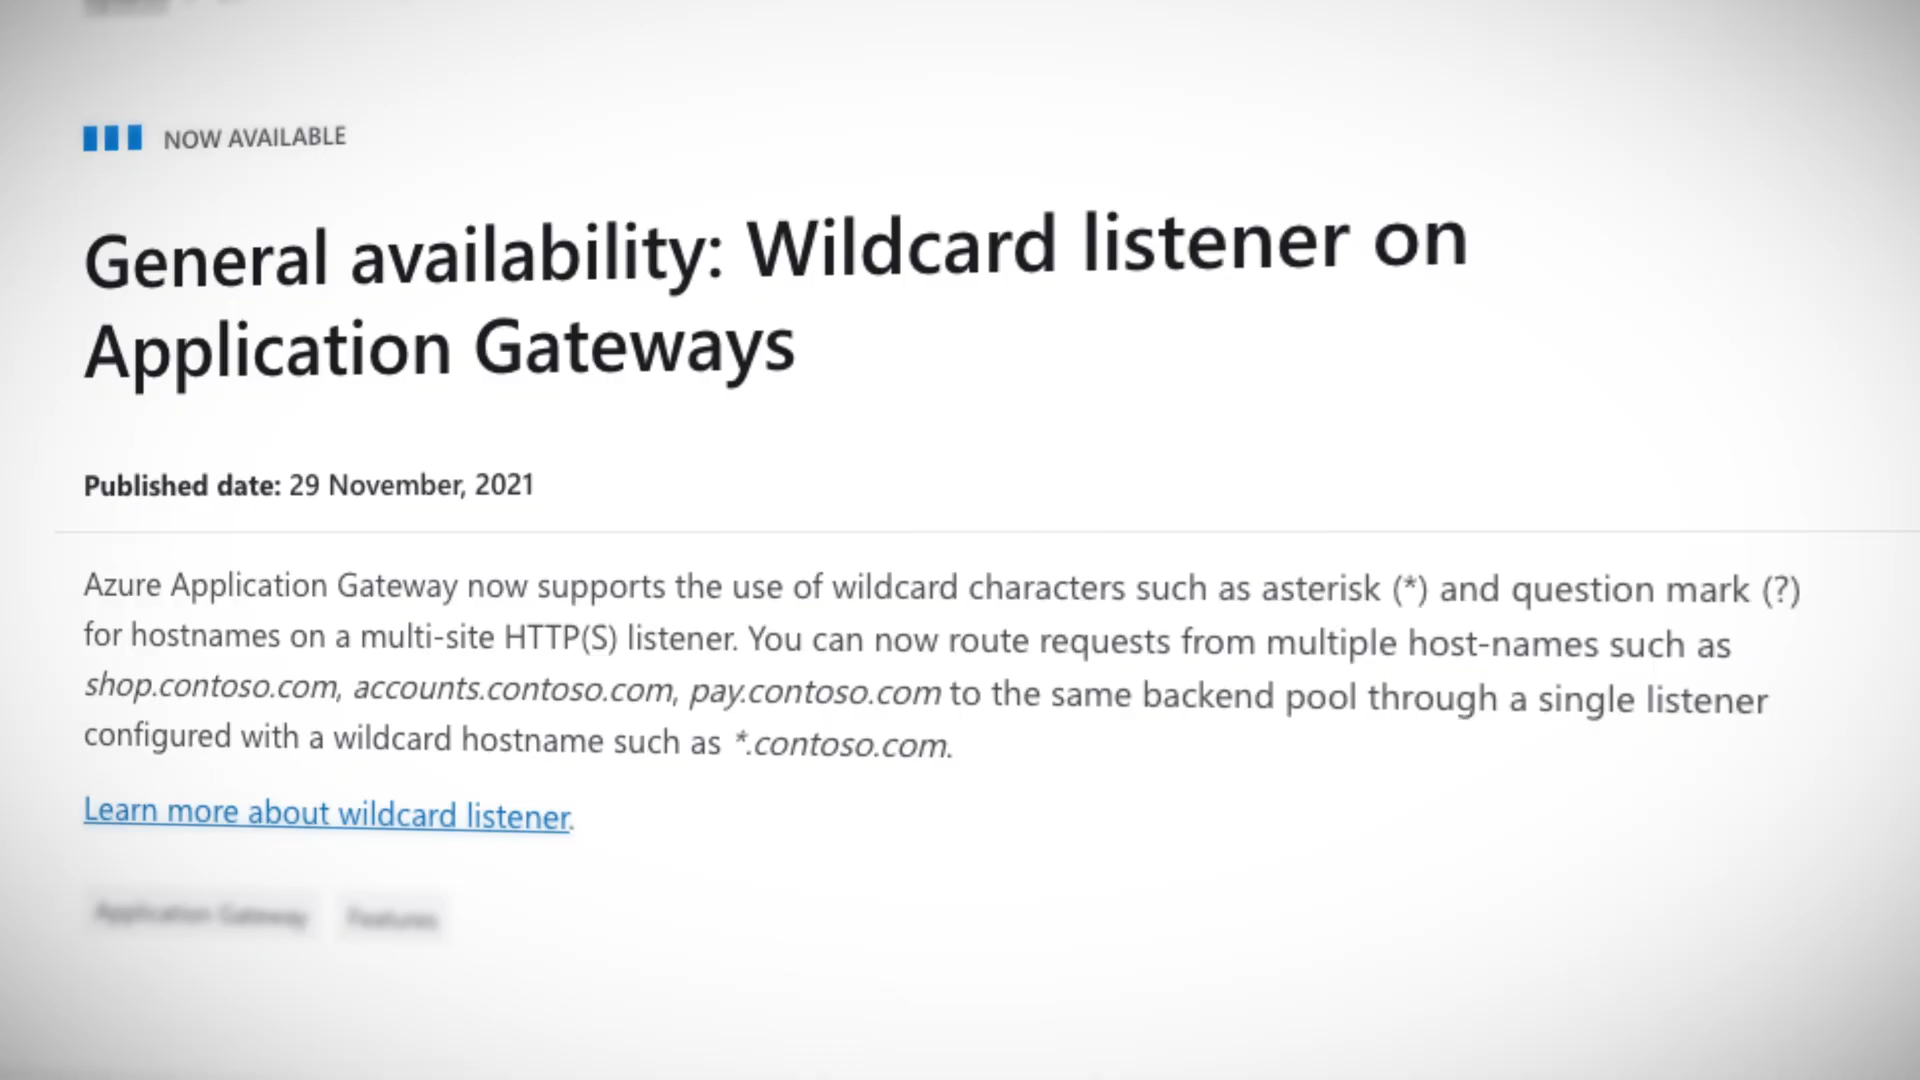 NOW AVAILABLE
General availability: Wildcard listener on
Application Gateways
Published date: 29 November, 2021
Azure Application Gateway now supports the use of wildcard characters such as asterisk (*) and question mark (?)
for hostnames on a multi-site HTTP(S) listener. You can now route requests from multiple host-names such as
shop.contoso.com, accounts.contoso.com, pay.contoso.com to the same backend pool through a single listener
configured with a wildcard hostname such as *.contoso.com.
Learn more about wildcard listener.
Application Gateway Features